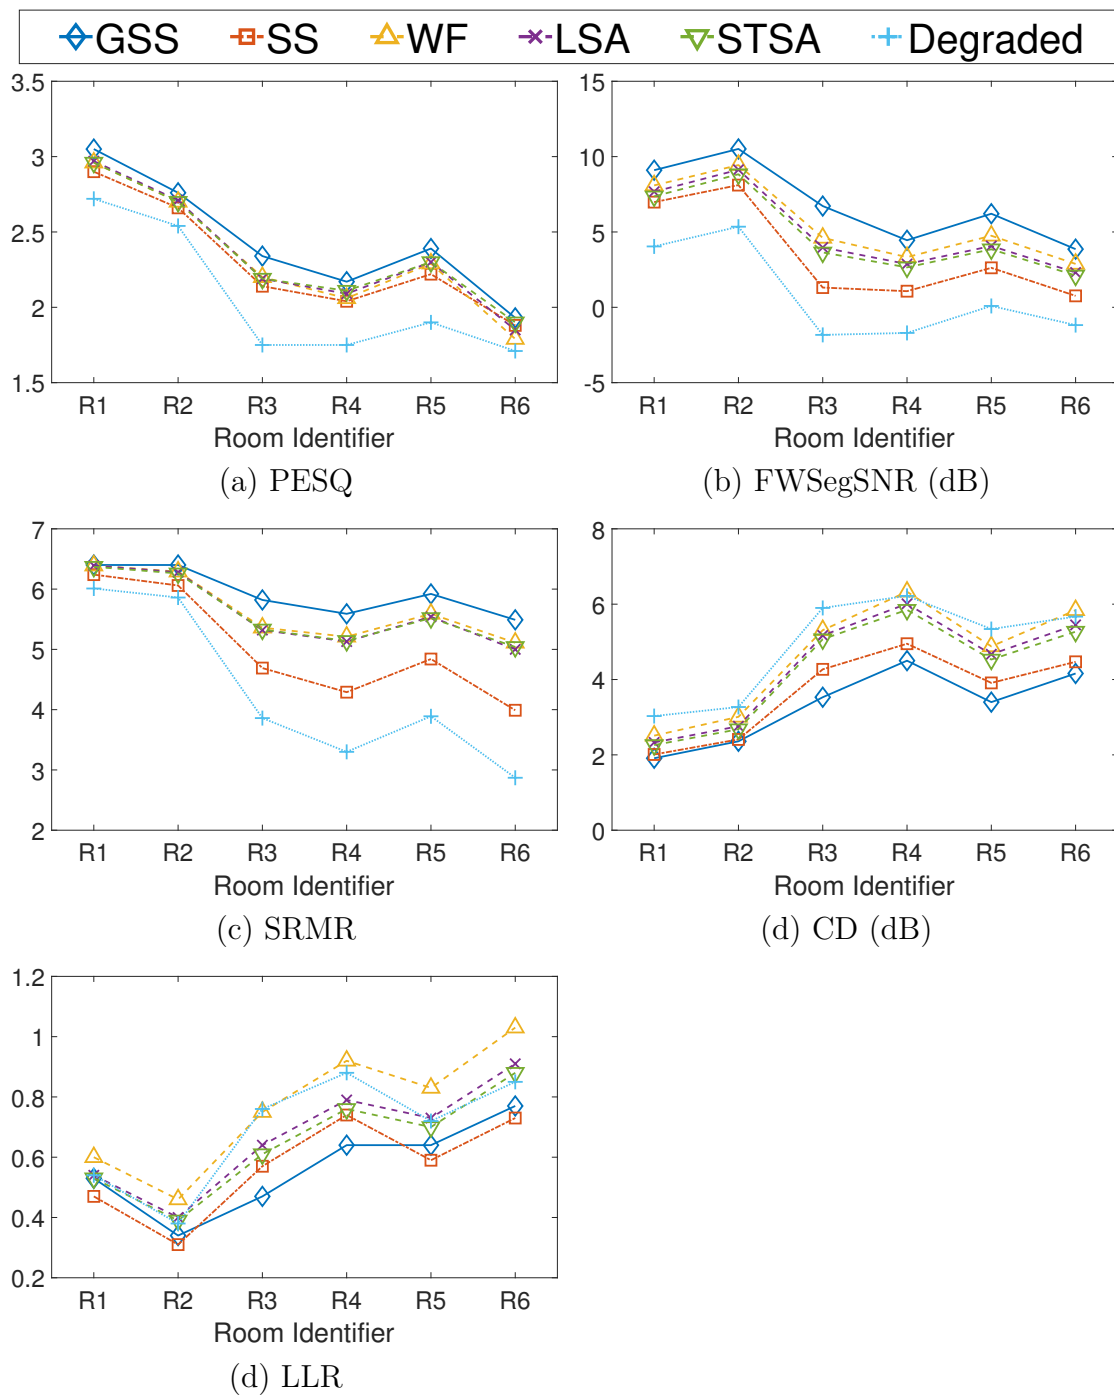 GSS SS WF LSA STSA Degraded
3.5
3
2.5
2
1.5
R1 R2 R3 R4 R5 R6
Room Identifier
(a) PESQ
15
10
5
0
-5
R1 R2 R3 R4 R5 R6
Room Identifier
(b) FWSegSNR (dB)
7
6
5
4
3
2
R1 R2 R3 R4 R5 R6
Room Identifier
(c) SRMR
8
6
4
2
0
R1 R2 R3 R4 R5 R6
Room Identifier
(d) CD (dB)
1.2
1
0.8
0.6
0.4
0.2
R1 R2 R3 R4 R5 R6
Room Identifier
(d) LLR